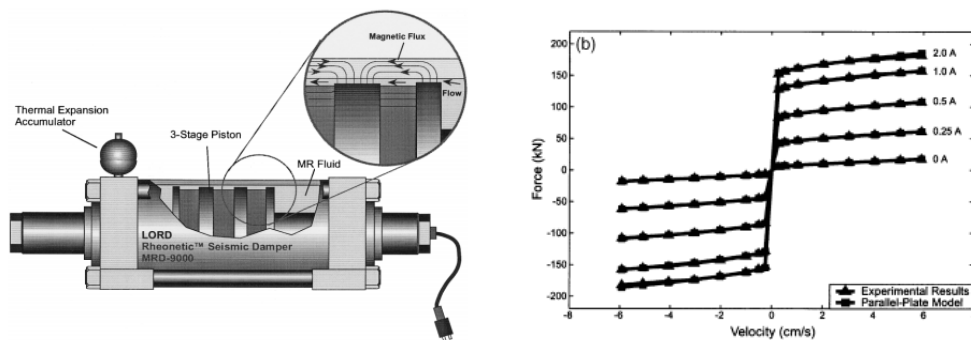 Magnetic Flux
Flow
Thermal Expansion
Accumulator
3-Stage Piston
MR Fluid
LORD
Rheonetic™ Seismic Damper
MRD-9000
(b)
Force (kN)
200
150
100
50
0
-50
-100
-150
-200
2.0 A
1.0 A
0.5 A
0.25 A
0 A
Experimental Results
Parallel-Plate Model
-8 -6 -4 -2 0 2 4 6 8
Velocity (cm/s)